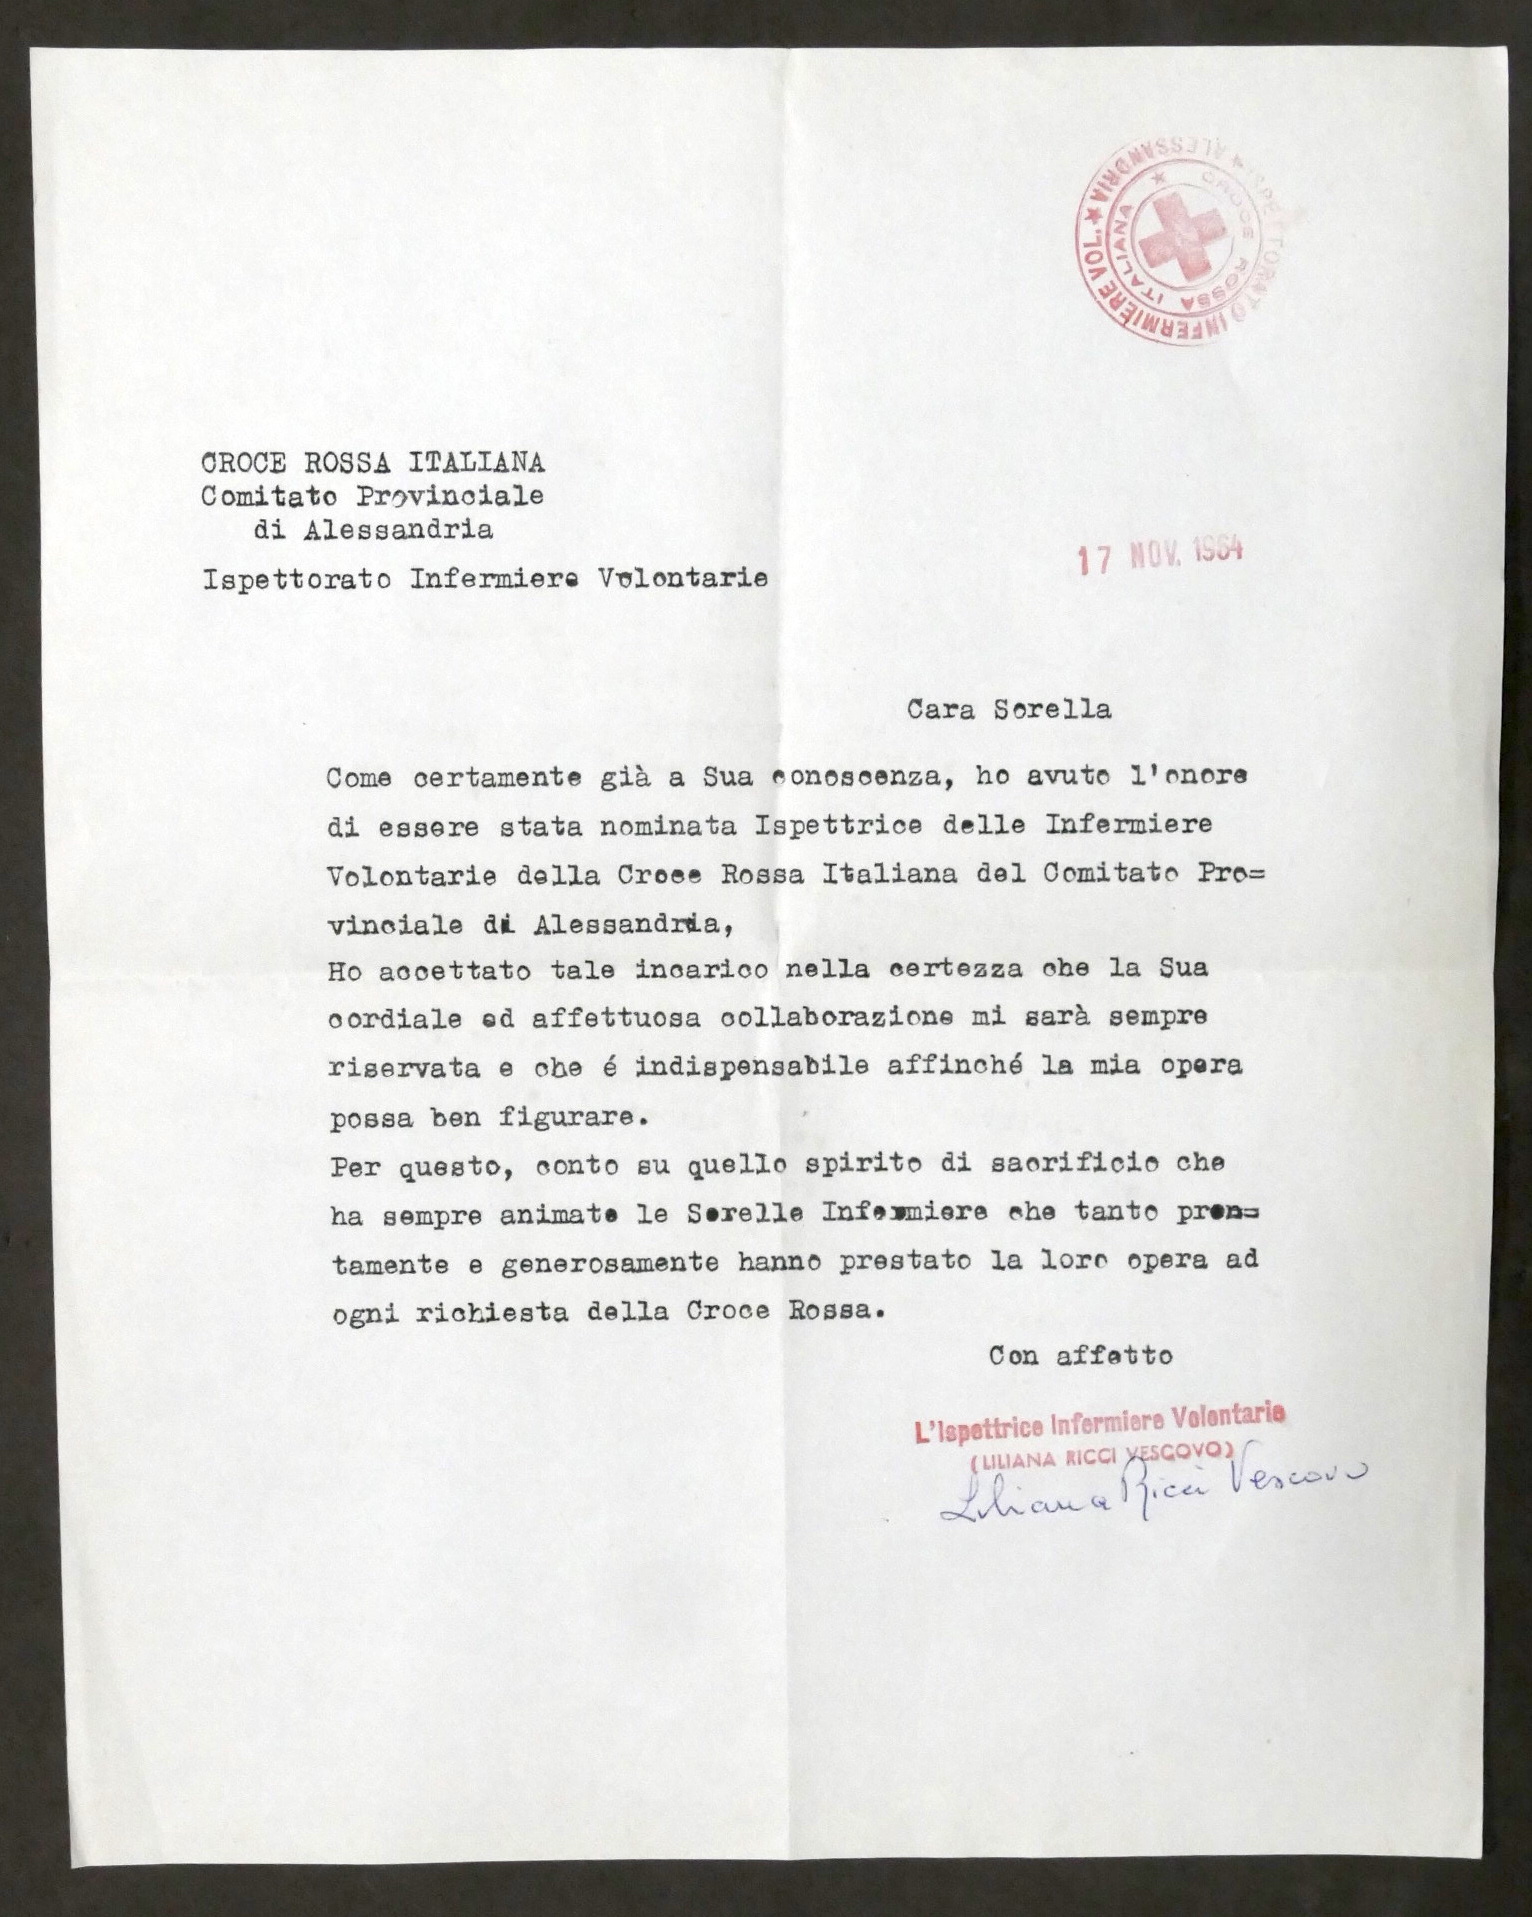 ISPETTORATO INFERMIERE VOL. ★ ALESSANDRIA ★
CROCE ROSSA ITALIANA ★
CROCE ROSSA ITALIANA
Comitato Provinciale
di Alessandria
Ispettorato Infermiere Volontarie
17 NOV. 1964
Cara Sorella
Come certamente già a Sua conoscenza, ho avuto l'onore
di essere stata nominata Ispettrice delle Infermiere
Volontarie della Croce Rossa Italiana del Comitato Pro=
vinciale di Alessandria,
Ho accettato tale incarico nella certezza che la Sua
cordiale ed affettuosa collaborazione mi sarà sempre
riservata e che é indispensabile affinché la mia opera
possa ben figurare.
Per questo, conto su quello spirito di sacrificio che
ha sempre animato le Sorelle Infermiere che tanto pron=
tamente e generosamente hanno prestato la loro opera ad
ogni richiesta della Croce Rossa.
Con affetto
L'Ispettrice Infermiere Volontarie
(LILIANA RICCI VESCOVO)
Liliana Ricci Vescovo